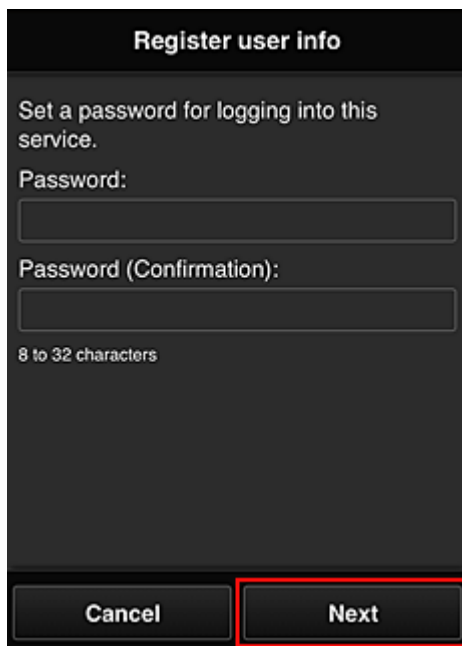 Register user info
Set a password for logging into this
service.
Password:
Password (Confirmation):
8 to 32 characters
Cancel
Next